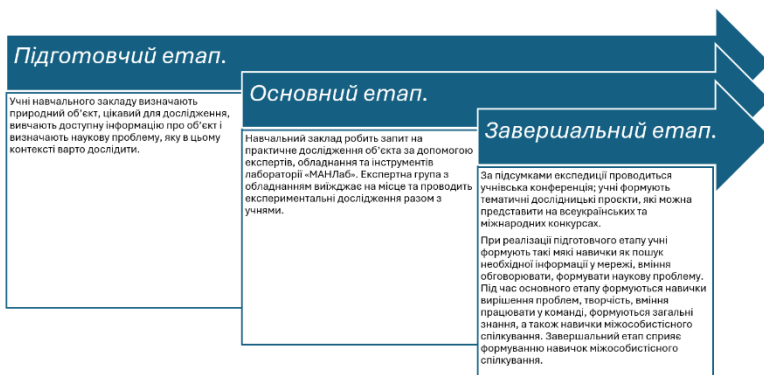 Підготовчий етап.
Учні навчального закладу визначають
природний об'єкт, цікавий для дослідження,
вивчають доступну інформацію про об'єкт і
визначають наукову проблему, яку в цьому
контексті варто дослідити.
Основний етап.
Навчальний заклад робить запит на
практичне дослідження об'єкта за допомогою
експертів, обладнання та інструментів
лабораторії «МАНЛаб». Експертна група з
обладнанням виїжджає на місце та проводить
експериментальні дослідження разом з
учнями.
Завершальний етап.
За підсумками експедиції проводиться
учнівська конференція; учні формують
тематичні дослідницькі проєкти, які можна
представити на всеукраїнських та
міжнародних конкурсах.
При реалізації підготовчого етапу учні
формують такі мякі навички як пошук
необхідної інформації у мережі, вміння
обговорювати, формувати наукову проблему.
Під час основного етапу формуються навички
вирішення проблем, творчість, вміння
працювати у команді, формуються загальні
знання, а також навички міжособистісного
спілкування. Завершальний етап сприяє
формуванню навичок міжособистісного
спілкування.